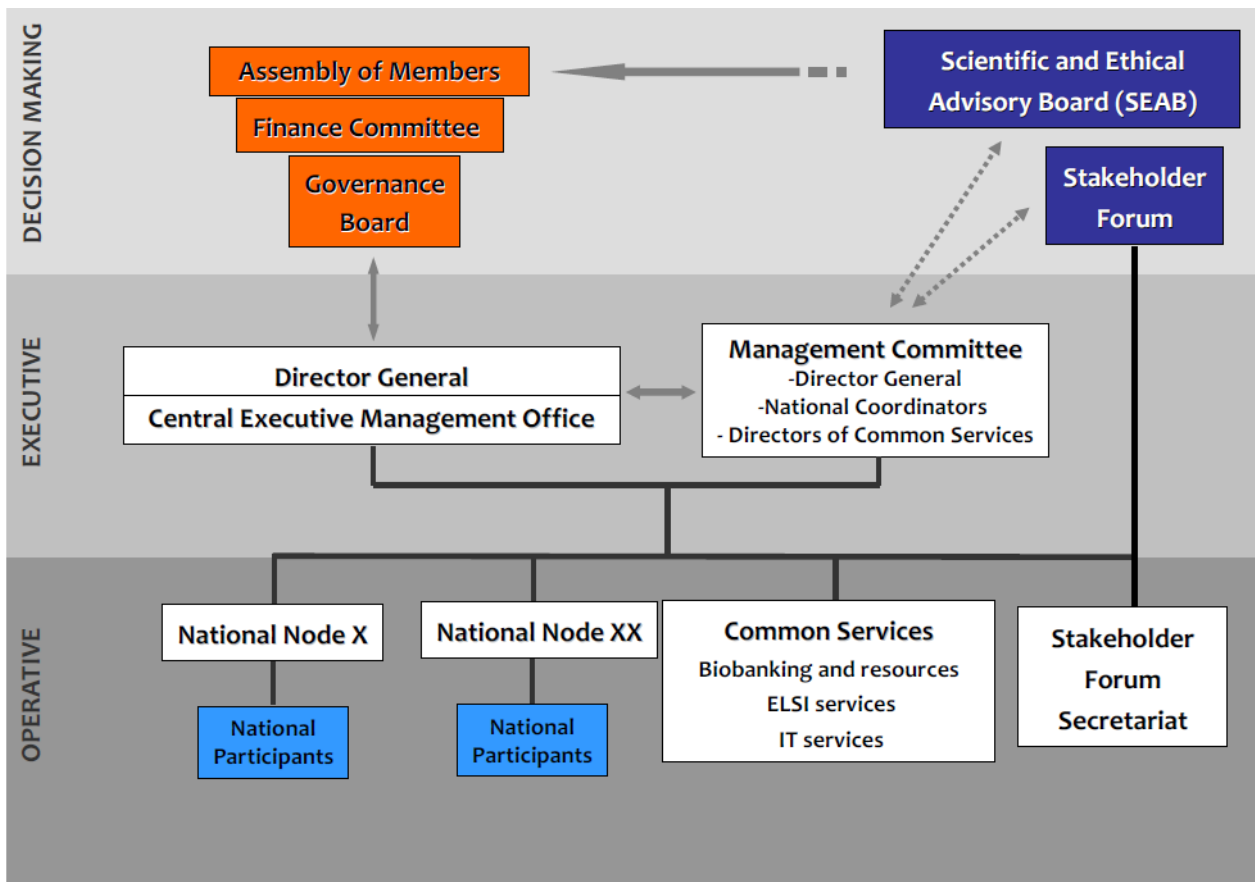 DECISION MAKING
Assembly of Members
Finance Committee
Governance
Board
Scientific and Ethical
Advisory Board (SEAB)
Stakeholder
Forum
EXECUTIVE
Director General
Central Executive Management Office
Management Committee
-Director General
-National Coordinators
- Directors of Common Services
OPERATIVE
National Node X
National
Participants
National Node XX
National
Participants
Common Services
Biobanking and resources
ELSI services
IT services
Stakeholder
Forum
Secretariat